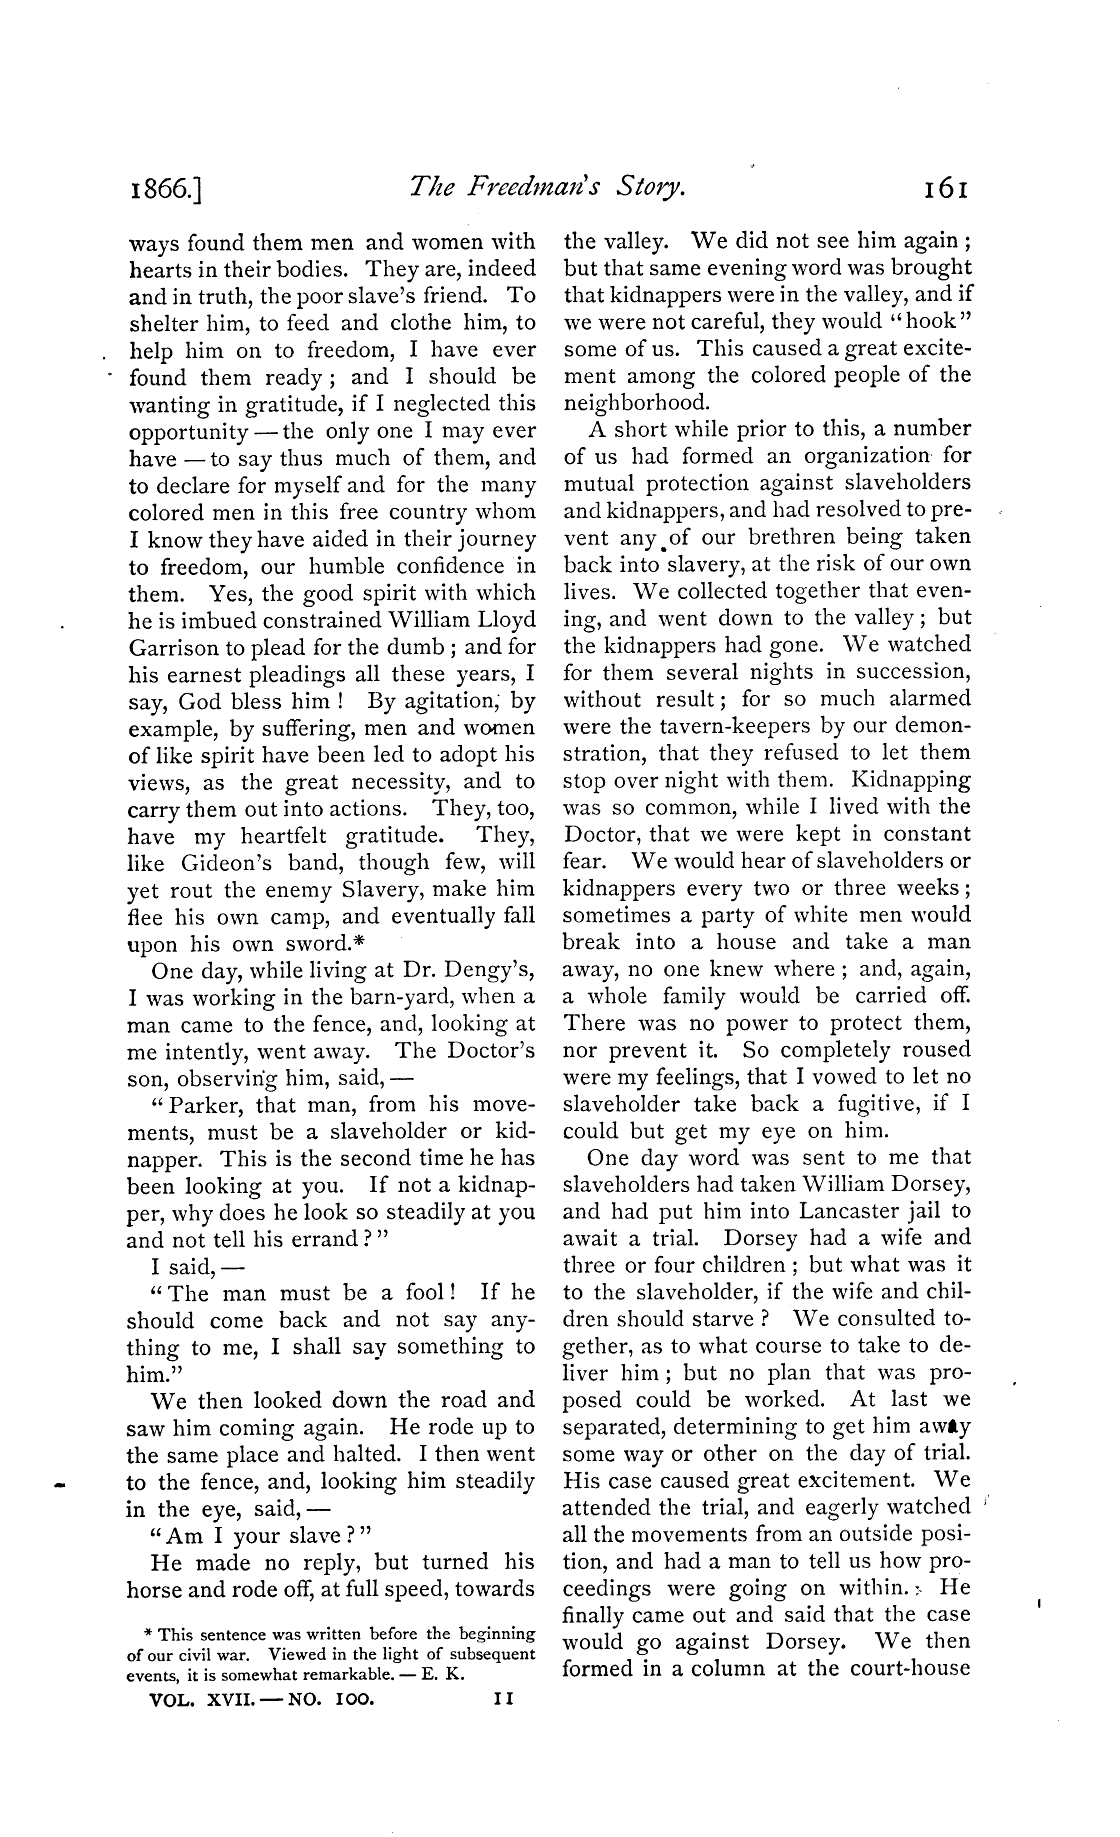 1866.] The Freedman's Story. 161
ways found them men and women with
hearts in their bodies. They are, indeed
and in truth, the poor slave's friend. To
shelter him, to feed and clothe him, to
help him on to freedom, I have ever
found them ready; and I should be
wanting in gratitude, if I neglected this
opportunity — the only one I may ever
have — to say thus much of them, and
to declare for myself and for the many
colored men in this free country whom
I know they have aided in their journey
to freedom, our humble confidence in
them. Yes, the good spirit with which
he is imbued constrained William Lloyd
Garrison to plead for the dumb; and for
his earnest pleadings all these years, I
say, God bless him! By agitation, by
example, by suffering, men and women
of like spirit have been led to adopt his
views, as the great necessity, and to
carry them out into actions. They, too,
have my heartfelt gratitude. They,
like Gideon's band, though few, will
yet rout the enemy Slavery, make him
flee his own camp, and eventually fall
upon his own sword.*
One day, while living at Dr. Dengy's,
I was working in the barn-yard, when a
man came to the fence, and, looking at
me intently, went away. The Doctor's
son, observing him, said, —
"Parker, that man, from his move-
ments, must be a slaveholder or kid-
napper. This is the second time he has
been looking at you. If not a kidnap-
per, why does he look so steadily at you
and not tell his errand?"
I said, —
"The man must be a fool! If he
should come back and not say any-
thing to me, I shall say something to
him."
We then looked down the road and
saw him coming again. He rode up to
the same place and halted. I then went
to the fence, and, looking him steadily
in the eye, said, —
"Am I your slave?"
He made no reply, but turned his
horse and rode off, at full speed, towards
* This sentence was written before the beginning
of our civil war. Viewed in the light of subsequent
events, it is somewhat remarkable. — E. K.
VOL. XVII. — NO. 100. 11
the valley. We did not see him again;
but that same evening word was brought
that kidnappers were in the valley, and if
we were not careful, they would "hook"
some of us. This caused a great excite-
ment among the colored people of the
neighborhood.
A short while prior to this, a number
of us had formed an organization for
mutual protection against slaveholders
and kidnappers, and had resolved to pre-
vent any of our brethren being taken
back into slavery, at the risk of our own
lives. We collected together that even-
ing, and went down to the valley; but
the kidnappers had gone. We watched
for them several nights in succession,
without result; for so much alarmed
were the tavern-keepers by our demon-
stration, that they refused to let them
stop over night with them. Kidnapping
was so common, while I lived with the
Doctor, that we were kept in constant
fear. We would hear of slaveholders or
kidnappers every two or three weeks;
sometimes a party of white men would
break into a house and take a man
away, no one knew where; and, again,
a whole family would be carried off.
There was no power to protect them,
nor prevent it. So completely roused
were my feelings, that I vowed to let no
slaveholder take back a fugitive, if I
could but get my eye on him.
One day word was sent to me that
slaveholders had taken William Dorsey,
and had put him into Lancaster jail to
await a trial. Dorsey had a wife and
three or four children; but what was it
to the slaveholder, if the wife and chil-
dren should starve? We consulted to-
gether, as to what course to take to de-
liver him; but no plan that was pro-
posed could be worked. At last we
separated, determining to get him away
some way or other on the day of trial.
His case caused great excitement. We
attended the trial, and eagerly watched
all the movements from an outside posi-
tion, and had a man to tell us how pro-
ceedings were going on within. He
finally came out and said that the case
would go against Dorsey. We then
formed in a column at the court-house